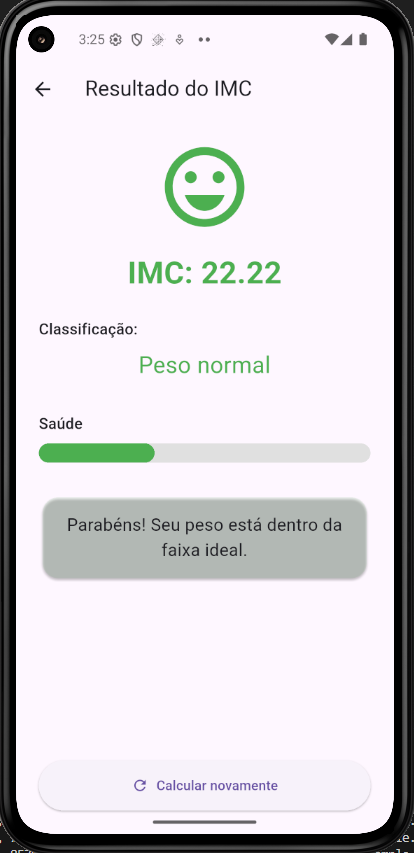 3:25
Resultado do IMC
IMC: 22.22
Classificação:
Peso normal
Saúde
Parabéns! Seu peso está dentro da
faixa ideal.
Calcular novamente